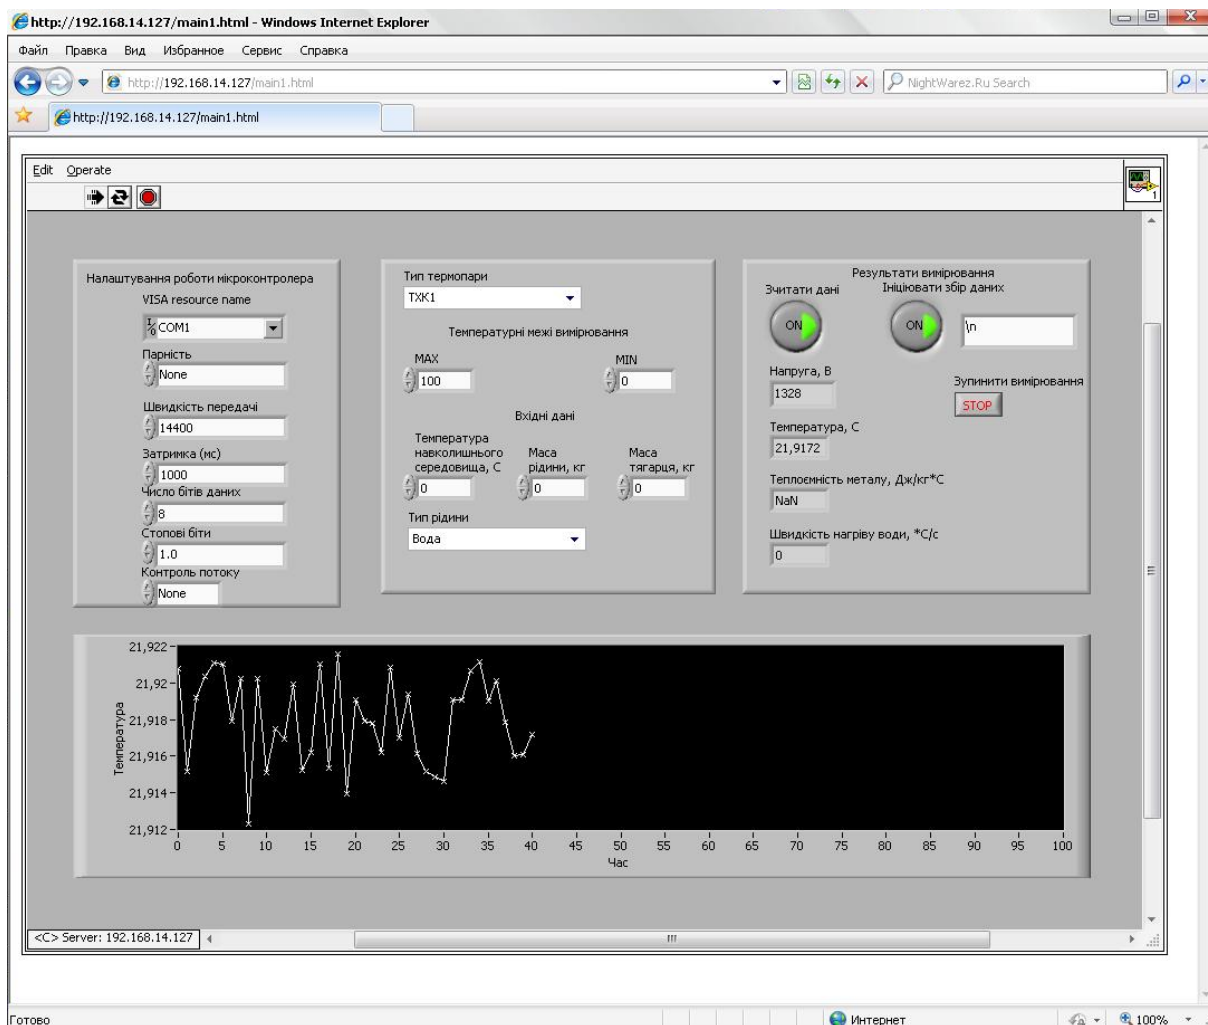 http://192.168.14.127/main1.html - Windows Internet Explorer
Файл Правка Вид Избранное Сервис Справка
http://192.168.14.127/main1.html
NightWarez.Ru Search
http://192.168.14.127/main1.html
Edit Operate
1
Налаштування роботи мікроконтролера
VISA resource name
COM1
Парність
None
Швидкість передачі
14400
Затримка (мс)
1000
Число бітів даних
8
Стопові біти
1.0
Контроль потоку
None
Тип термопари
ТХК1
Температурні межі вимірювання
MAX
MIN
100
0
Вхідні дані
Температура
навколишнього
середовища, С
Маса
рідини, кг
Маса
тягарця, кг
0
0
0
Тип рідини
Вода
Результати вимірювання
Зчитати дані
Ініціювати збір даних
ON
ON
\n
Напруга, В
1328
Зупинити вимірювання
STOP
Температура, С
21,9172
Теплоємність металу, Дж/кг*С
NaN
Швидкість нагріву води, *С/с
0
21,922
21,92
21,918
21,916
21,914
21,912
Температура
0 5 10 15 20 25 30 35 40 45 50 55 60 65 70 75 80 85 90 95 100
Час
<C> Server: 192.168.14.127
Готово
Интернет
100%